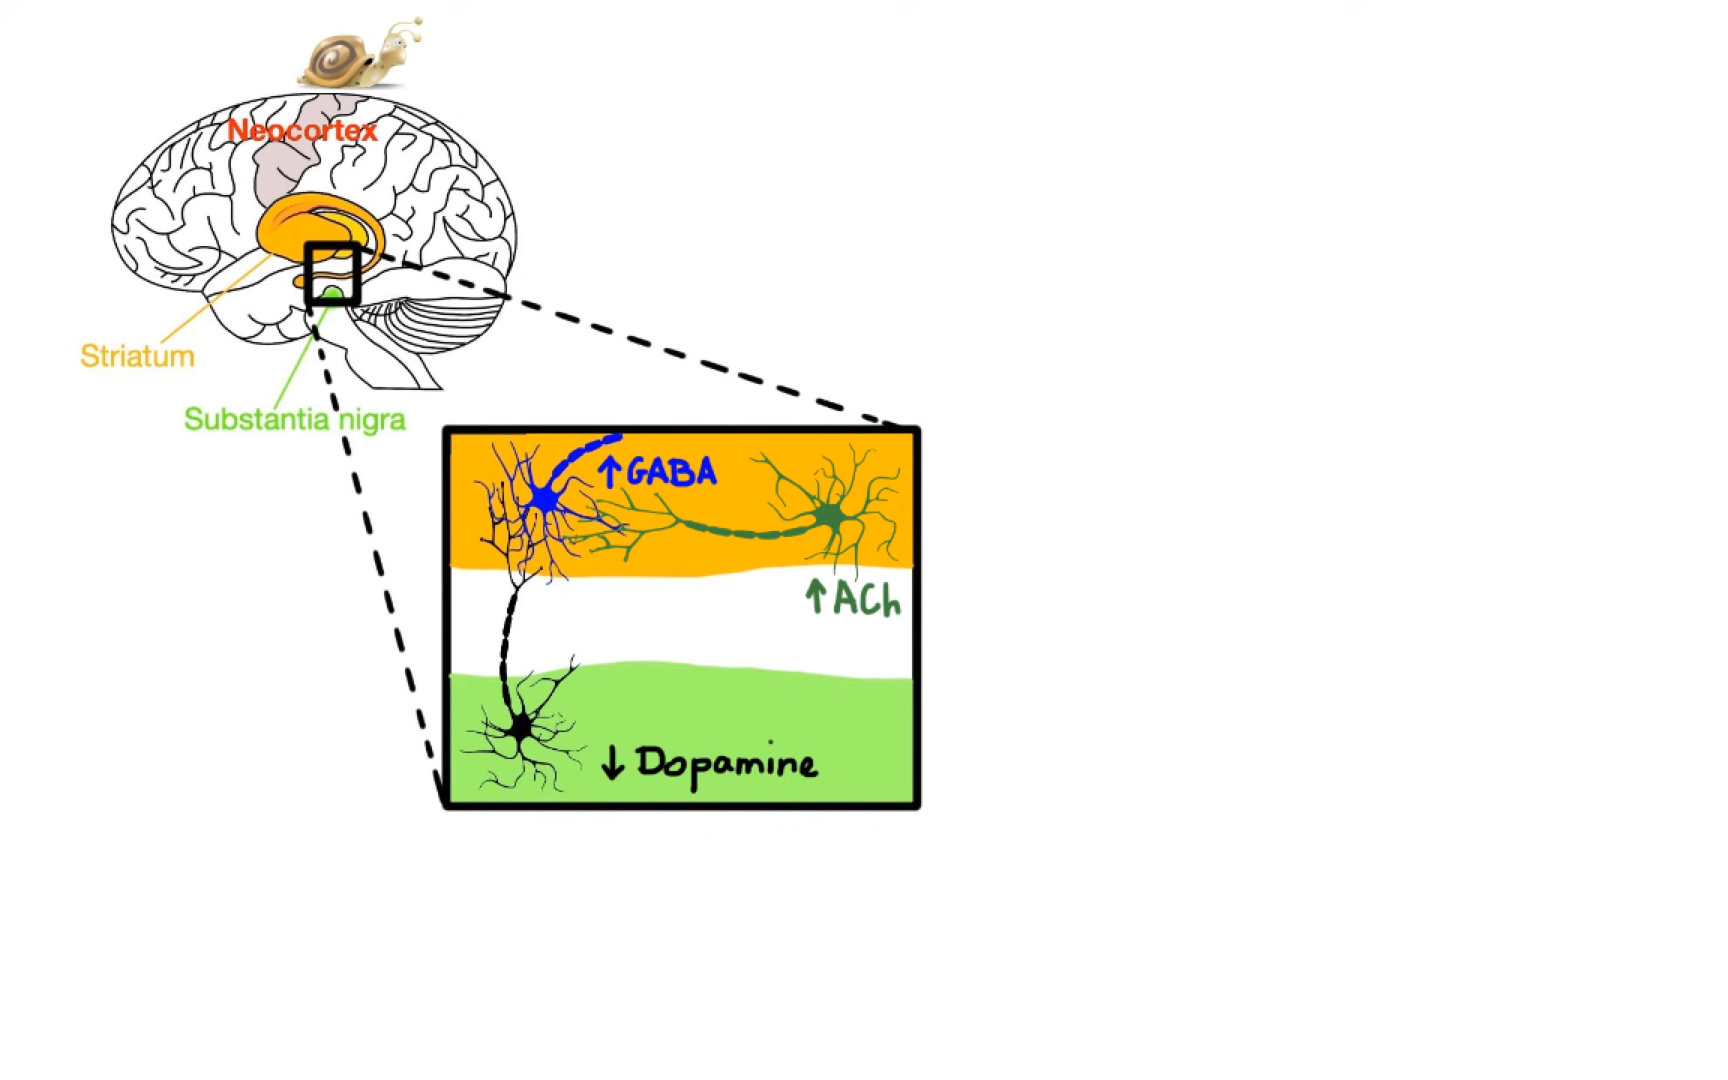 Neocortex
Striatum
Substantia nigra
↑GABA
↑ACh
↓ Dopamine